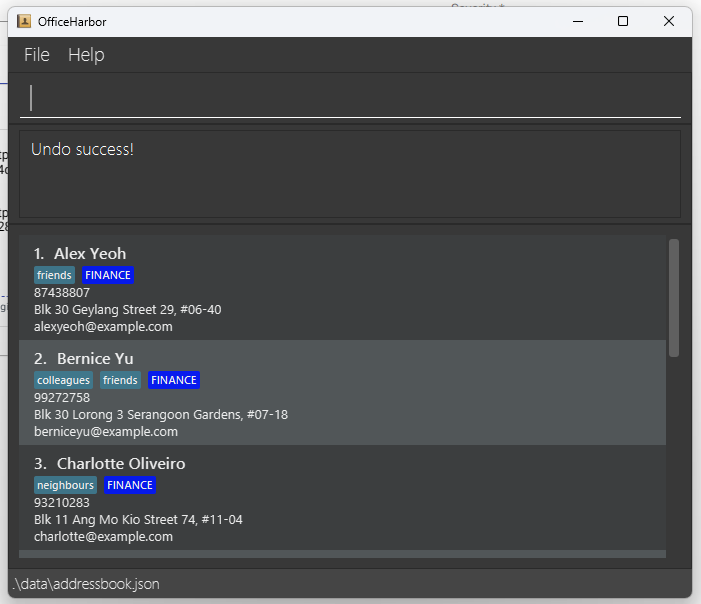 OfficeHarbor
File Help
Undo success!
1. Alex Yeoh
friends FINANCE
87438807
Blk 30 Geylang Street 29, #06-40
alexyeoh@example.com
2. Bernice Yu
colleagues friends FINANCE
99272758
Blk 30 Lorong 3 Serangoon Gardens, #07-18
berniceyu@example.com
3. Charlotte Oliveiro
neighbours FINANCE
93210283
Blk 11 Ang Mo Kio Street 74, #11-04
charlotte@example.com
.\data\addressbook.json